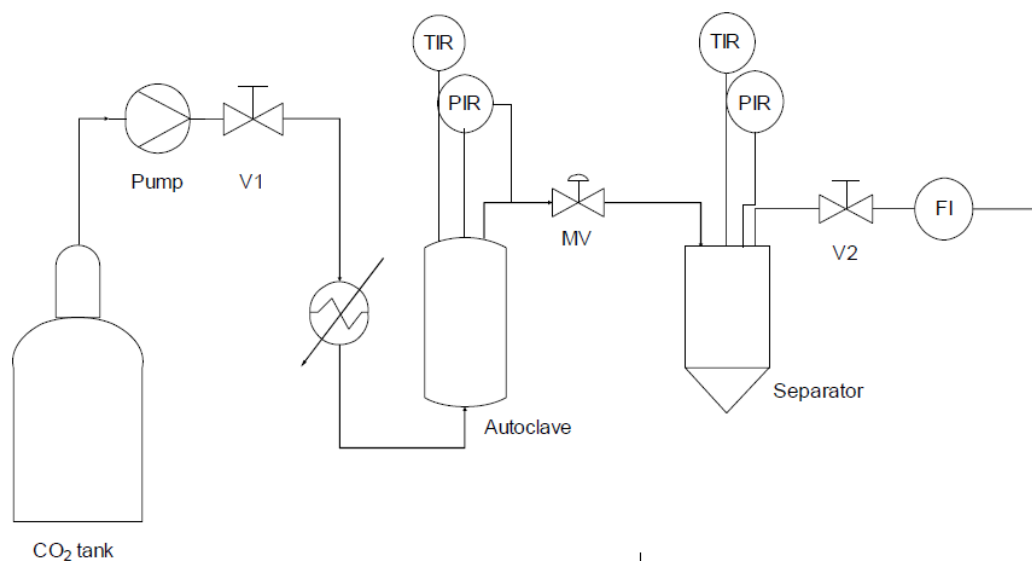 TIR
TIR
PIR
PIR
Pump
V1
MV
V2
FI
Separator
Autoclave
CO₂ tank